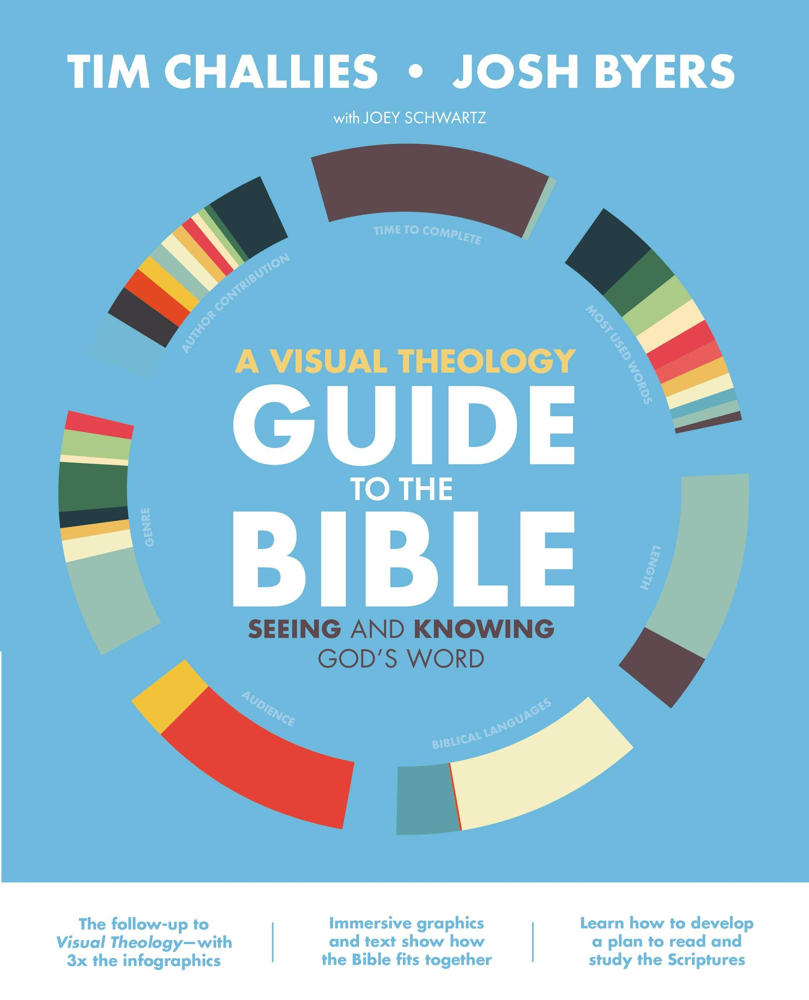 TIM CHALLIES • JOSH BYERS
with JOEY SCHWARTZ
TIME TO COMPLETE
AUTHOR CONTRIBUTION
MOST USED WORDS
A VISUAL THEOLOGY
GUIDE
TO THE
BIBLE
SEEING AND KNOWING
GOD'S WORD
GENRE
LENGTH
AUDIENCE
BIBLICAL LANGUAGES
The follow-up to
Visual Theology—with
3x the infographics
Immersive graphics
and text show how
the Bible fits together
Learn how to develop
a plan to read and
study the Scriptures